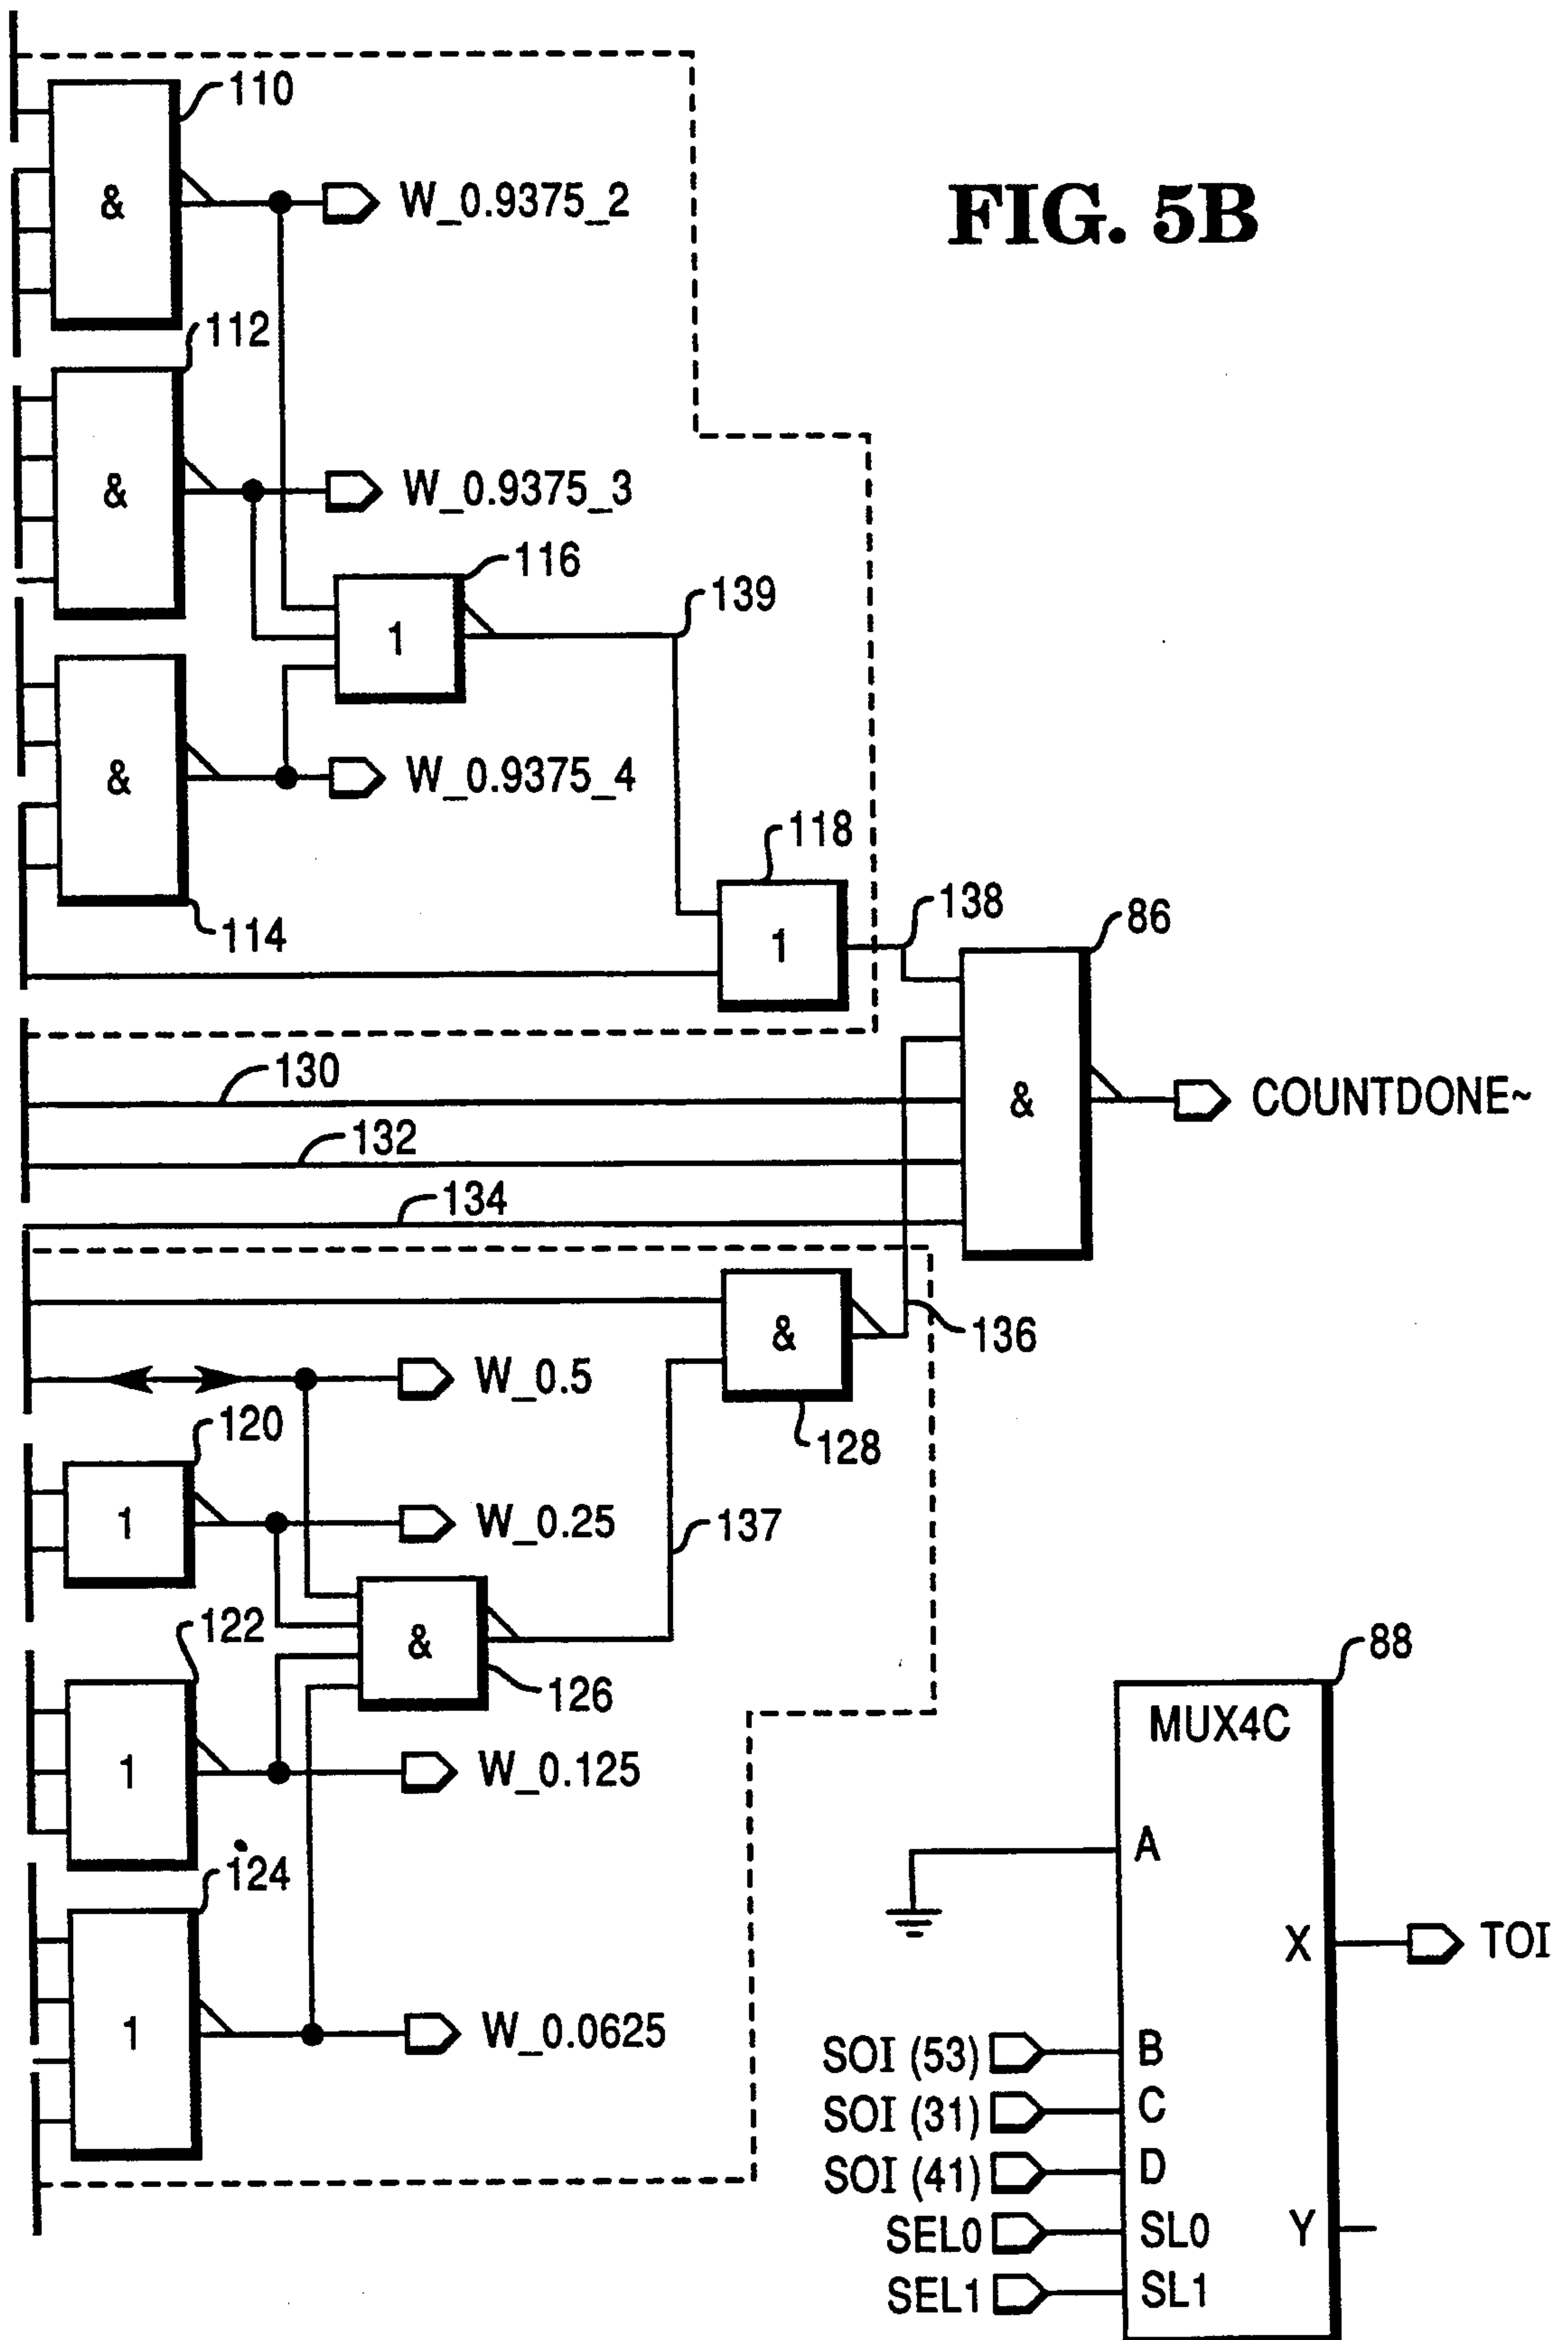 110
&
W_0.9375_2
FIG. 5B
112
&
W_0.9375_3
116
1
139
&
W_0.9375_4
114
118
1
138
86
130
&
COUNTDONE~
132
134
&
136
128
W_0.5
120
1
W_0.25
137
122
&
126
1
W_0.125
124
1
W_0.0625
88
MUX4C
A
X
TOI
SOI (53)
B
SOI (31)
C
SOI (41)
D
SEL0
SL0
Y
SEL1
SL1